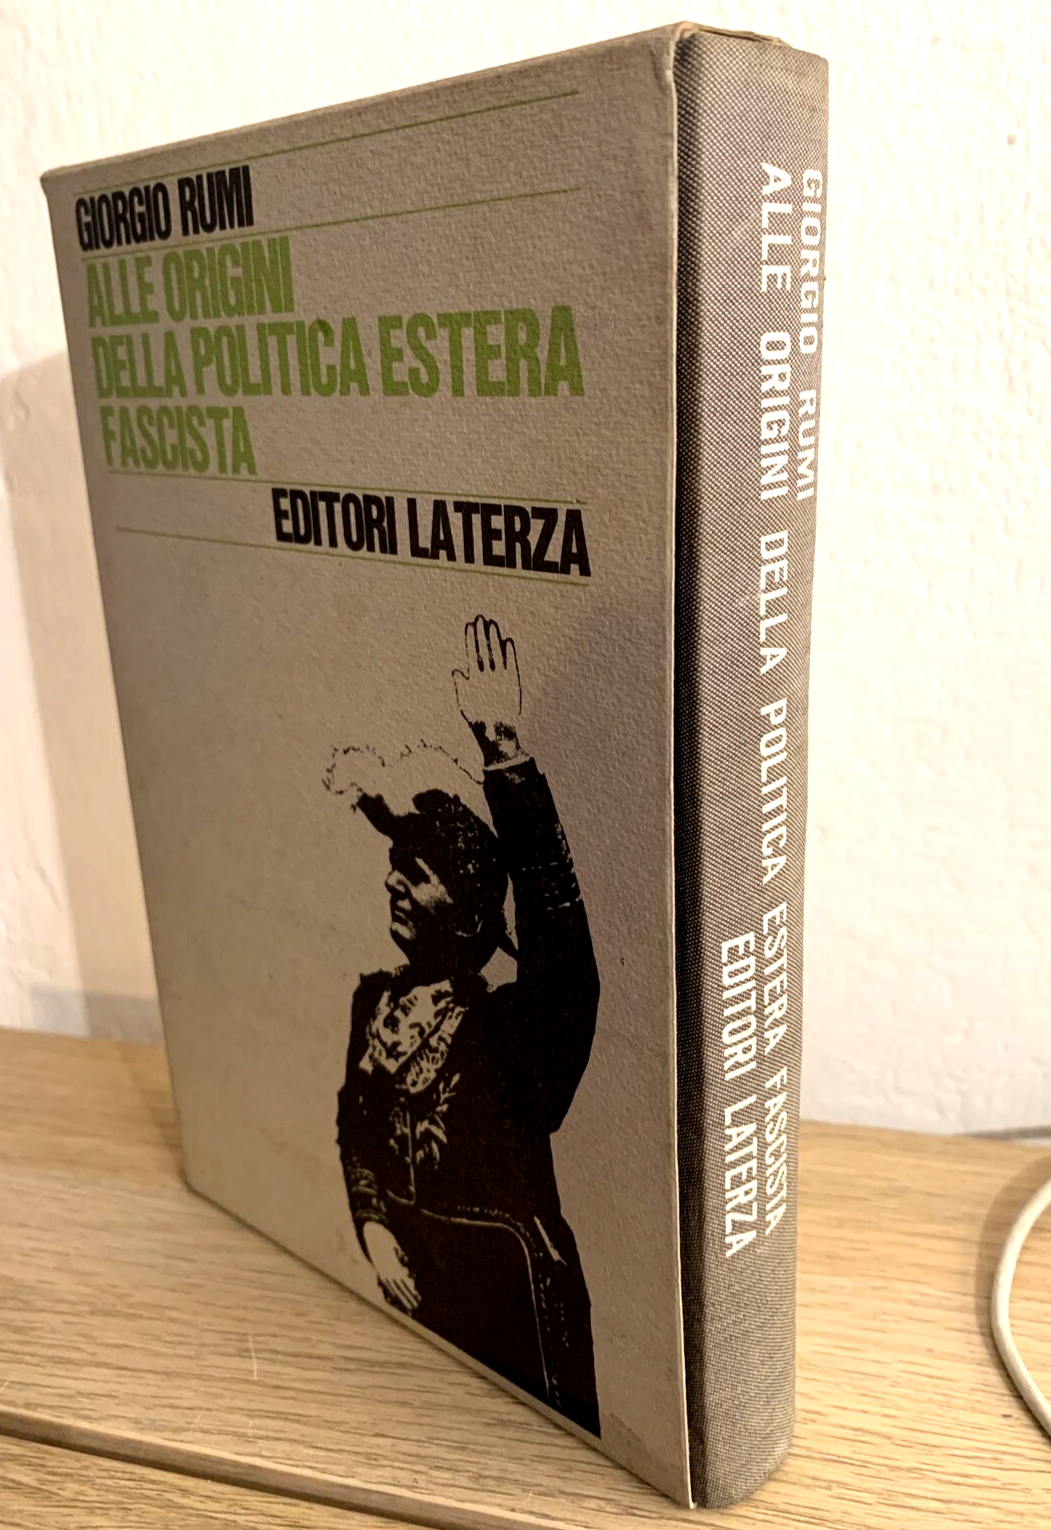 GIORGIO RUMI
ALLE ORIGINI
DELLA POLITICA ESTERA
FASCISTA
EDITORI LATERZA
GIORGIO RUMI
ALLE ORIGINI DELLA POLITICA ESTERA FASCISTA
EDITORI LATERZA